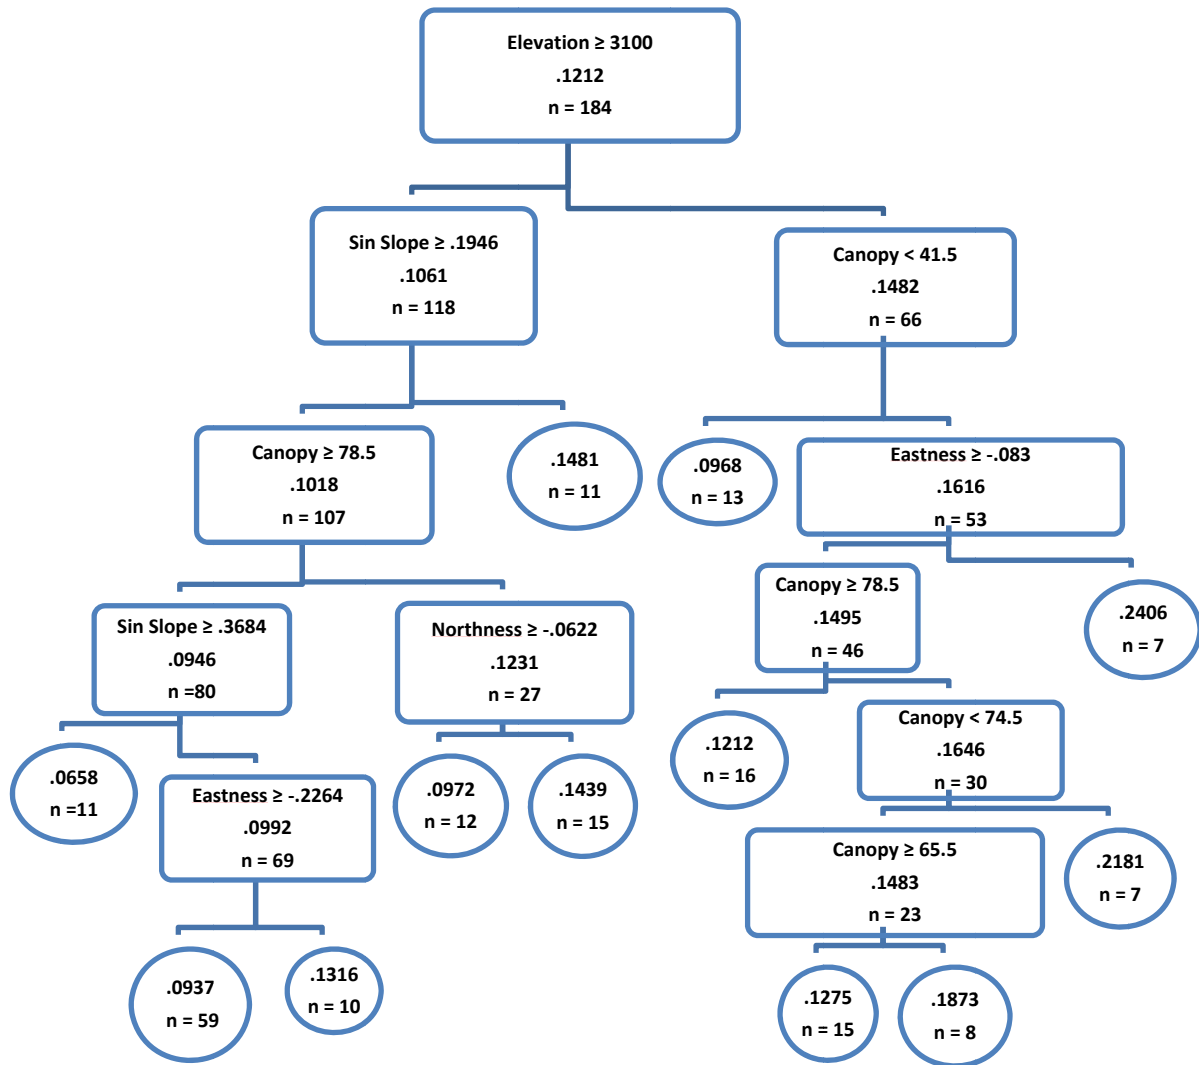 Elevation ≥ 3100
.1212
n = 184
Sin Slope ≥ .1946
.1061
n = 118
Canopy < 41.5
.1482
n = 66
Canopy ≥ 78.5
.1018
n = 107
.1481
n = 11
.0968
n = 13
Eastness ≥ -.083
.1616
n = 53
Sin Slope ≥ .3684
.0946
n =80
Northness ≥ -.0622
.1231
n = 27
Canopy ≥ 78.5
.1495
n = 46
.2406
n = 7
.0658
n =11
Eastness ≥ -.2264
.0992
n = 69
.0972
n = 12
.1439
n = 15
.1212
n = 16
Canopy < 74.5
.1646
n = 30
Canopy ≥ 65.5
.1483
n = 23
.2181
n = 7
.0937
n = 59
.1316
n = 10
.1275
n = 15
.1873
n = 8